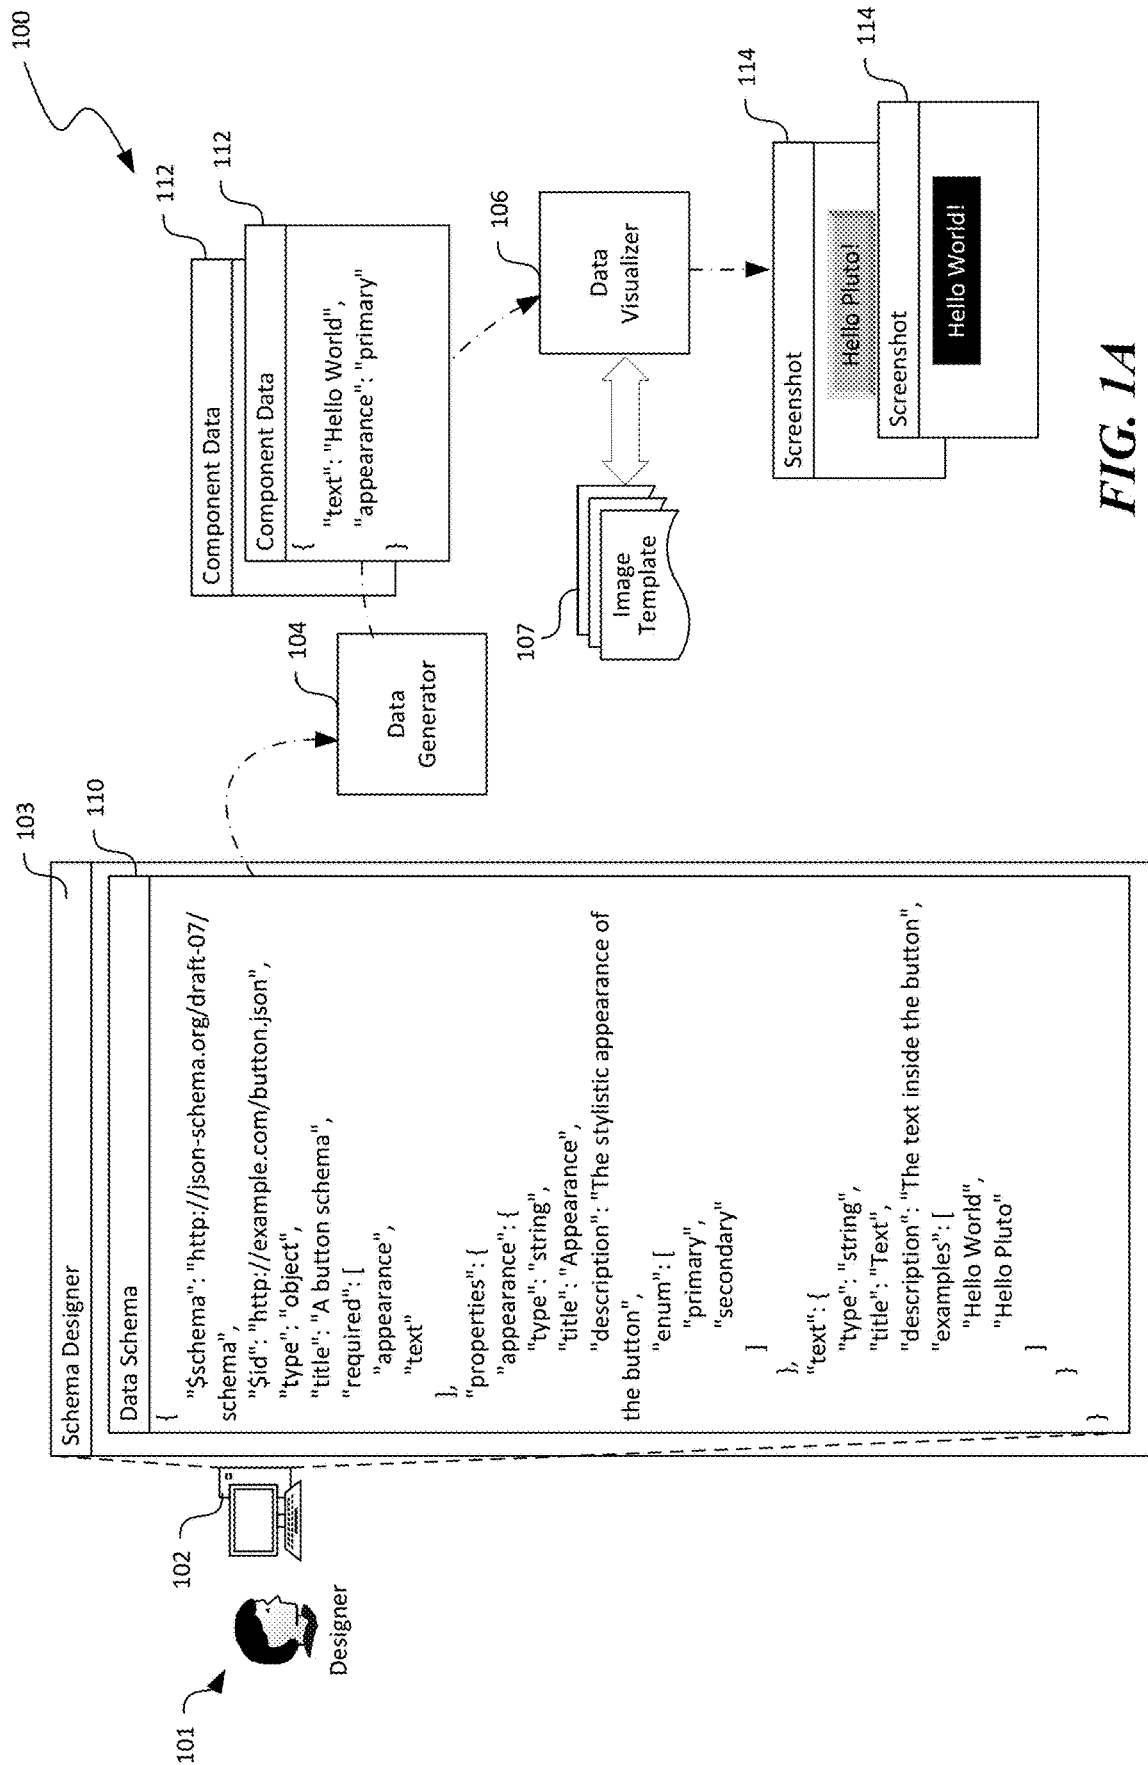 100
101
Designer
102
103
Schema Designer
110
Data Schema
{
"$schema": "http://json-schema.org/draft-07/
schema",
"$id": "http://example.com/button.json",
"type": "object",
"title": "A button schema",
"required": [
"appearance",
"text"
],
"properties": {
"appearance": {
"type": "string",
"title": "Appearance",
"description": "The stylistic appearance of
the button",
"enum": [
"primary",
"secondary"
]
},
"text": {
"type": "string",
"title": "Text",
"description": "The text inside the button",
"examples": [
"Hello World",
"Hello Pluto"
]
}
}
104
Data
Generator
112
Component Data
112
Component Data
{
"text": "Hello World",
"appearance": "primary"
}
106
Data
Visualizer
107
Image
Template
114
Screenshot
Hello Pluto!
114
Screenshot
Hello World!
FIG. 1A